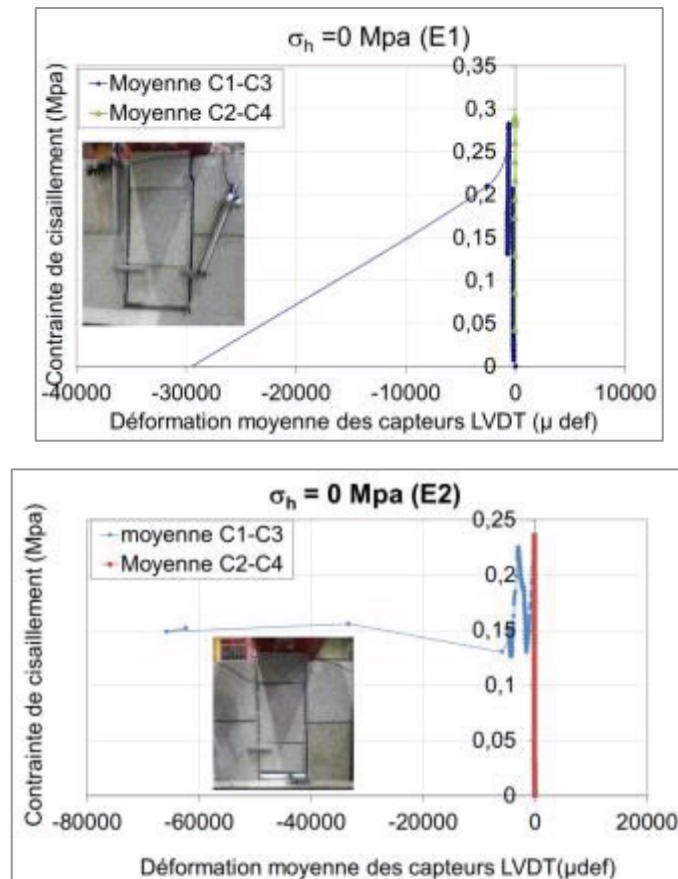 σh =0 Mpa (E1)
Moyenne C1-C3
Moyenne C2-C4
Contrainte de cisaillement (Mpa)
0,35
0,3
0,25
0,2
0,15
0,1
0,05
0
-40000 -30000 -20000 -10000 0 10000
Déformation moyenne des capteurs LVDT (µ def)
σh = 0 Mpa (E2)
moyenne C1-C3
Moyenne C2-C4
Contrainte de cisaillement (Mpa)
0,25
0,2
0,15
0,1
0,05
0
-80000 -60000 -40000 -20000 0 20000
Déformation moyenne des capteurs LVDT(µdef)